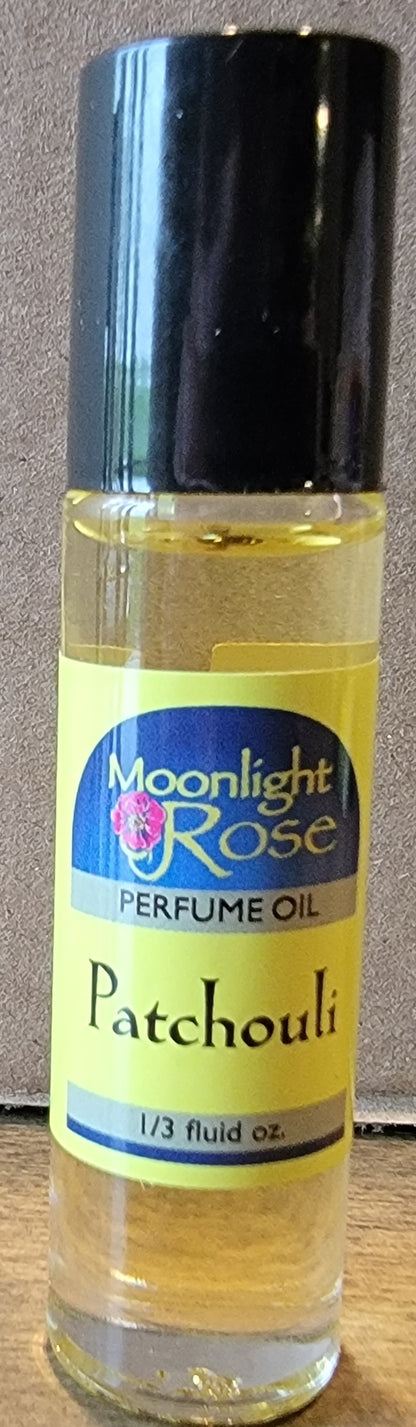 Moonlight
Rose
PERFUME OIL
Patchouli
1/3 fluid oz.